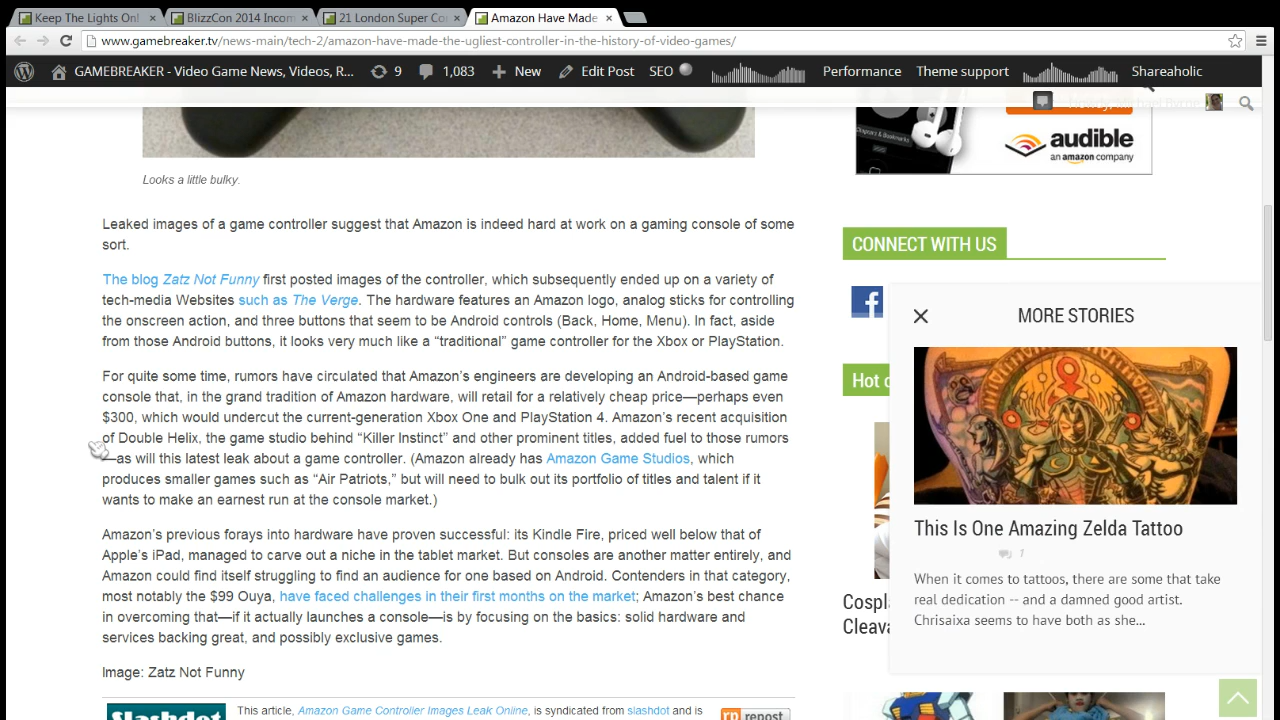 Keep The Lights On
BlizzCon 2014 Incom
21 London Super Co
Amazon Have Made
www.gamebreaker.tv/news-main/tech-2/amazon-have-made-the-ugliest-controller-in-the-history-of-video-games/
GAMEBREAKER - Video Game News, Videos, R... 9 1,083 New Edit Post SEO Performance Theme support Shareaholic
audible
an amazon company
Looks a little bulky.
Leaked images of a game controller suggest that Amazon is indeed hard at work on a gaming console of some
sort.
The blog Zatz Not Funny first posted images of the controller, which subsequently ended up on a variety of
tech-media Websites such as The Verge. The hardware features an Amazon logo, analog sticks for controlling
the onscreen action, and three buttons that seem to be Android controls (Back, Home, Menu). In fact, aside
from those Android buttons, it looks very much like a “traditional” game controller for the Xbox or PlayStation.
For quite some time, rumors have circulated that Amazon’s engineers are developing an Android-based game
console that, in the grand tradition of Amazon hardware, will retail for a relatively cheap price—perhaps even
$300, which would undercut the current-generation Xbox One and PlayStation 4. Amazon’s recent acquisition
of Double Helix, the game studio behind “Killer Instinct” and other prominent titles, added fuel to those rumors
—as will this latest leak about a game controller. (Amazon already has Amazon Game Studios, which
produces smaller games such as “Air Patriots,” but will need to bulk out its portfolio of titles and talent if it
wants to make an earnest run at the console market.)
Amazon’s previous forays into hardware have proven successful: its Kindle Fire, priced well below that of
Apple’s iPad, managed to carve out a niche in the tablet market. But consoles are another matter entirely, and
Amazon could find itself struggling to find an audience for one based on Android. Contenders in that category,
most notably the $99 Ouya, have faced challenges in their first months on the market; Amazon’s best chance
in overcoming that—if it actually launches a console—is by focusing on the basics: solid hardware and
services backing great, and possibly exclusive games.
Image: Zatz Not Funny
Slashdot
This article, Amazon Game Controller Images Leak Online, is syndicated from slashdot and is
rp repost
CONNECT WITH US
Hot
Cospl
Cleava
MORE STORIES
This Is One Amazing Zelda Tattoo
1
When it comes to tattoos, there are some that take
real dedication -- and a damned good artist.
Chrisaixa seems to have both as she...